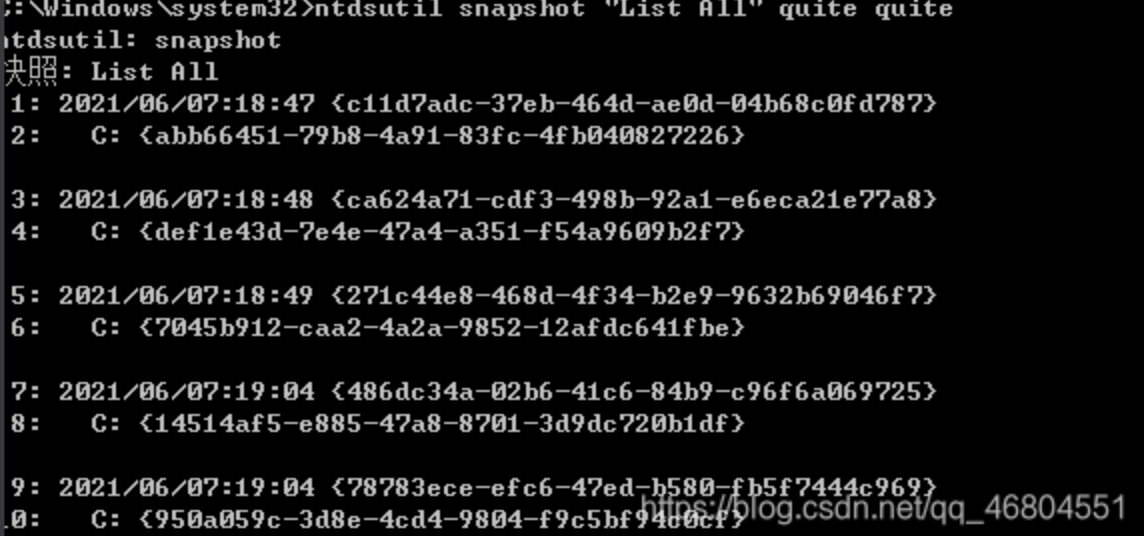 C:\Windows\system32>ntdsutil snapshot "List All" quite quite
ntdsutil: snapshot
快照: List All
1: 2021/06/07:18:47 {c11d7adc-37eb-464d-ae0d-04b68c0fd787}
2: C: {abb66451-79b8-4a91-83fc-4fb040827226}
3: 2021/06/07:18:48 {ca624a71-cdf3-498b-92a1-e6eca21e77a8}
4: C: {def1e43d-7e4e-47a4-a351-f54a9609b2f7}
5: 2021/06/07:18:49 {271c44e8-468d-4f34-b2e9-9632b69046f7}
6: C: {7045b912-caa2-4a2a-9852-12afdc641fbe}
7: 2021/06/07:19:04 {486dc34a-02b6-41c6-84b9-c96f6a069725}
8: C: {14514af5-e885-47a8-8701-3d9dc720b1df}
9: 2021/06/07:19:04 {78783ece-efc6-47ed-b580-fb5f7444c969}
10: C: {950a059c-3d8e-4cd4-9804-f9c5bf94d0cf}
https://blog.csdn.net/qq_46804551